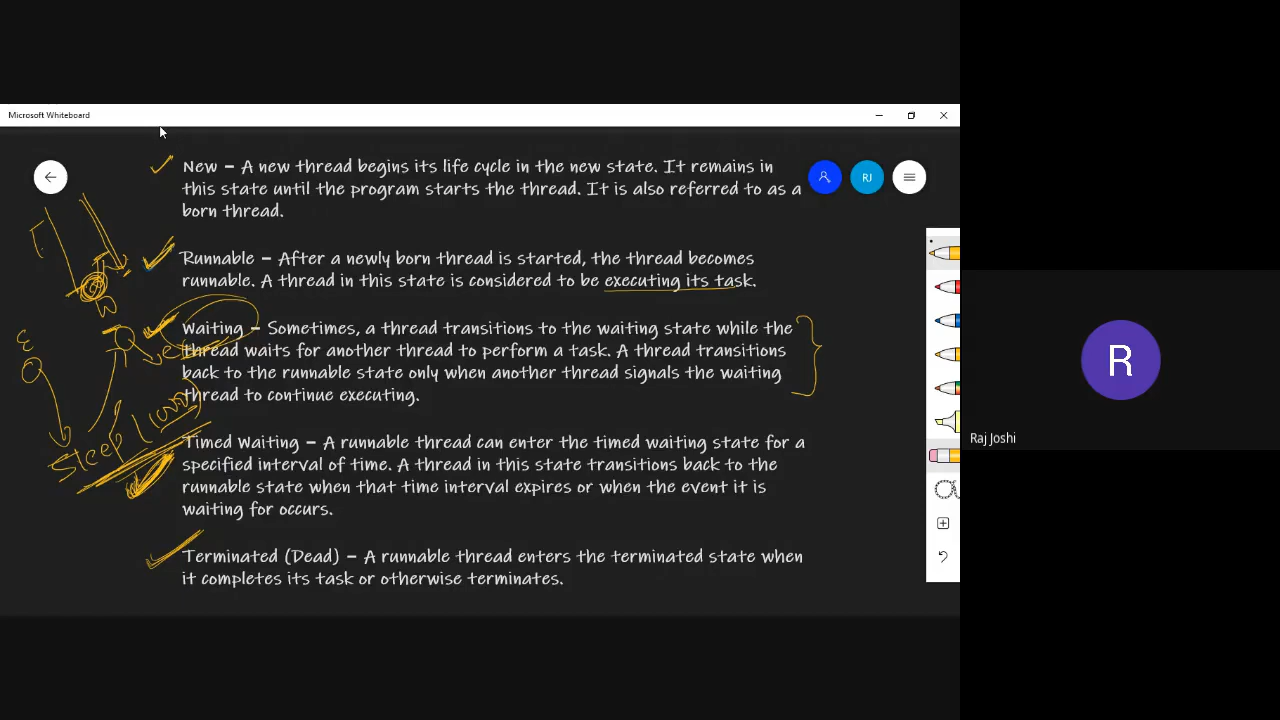 Microsoft Whiteboard
New – A new thread begins its life cycle in the new state. It remains in
this state until the program starts the thread. It is also referred to as a
born thread.
RJ
Runnable – After a newly born thread is started, the thread becomes
runnable. A thread in this state is considered to be executing its task.
Waiting – Sometimes, a thread transitions to the waiting state while the
thread waits for another thread to perform a task. A thread transitions
back to the runnable state only when another thread signals the waiting
thread to continue executing.
Sleep
Timed Waiting – A runnable thread can enter the timed waiting state for a
specified interval of time. A thread in this state transitions back to the
runnable state when that time interval expires or when the event it is
waiting for occurs.
Terminated (Dead) – A runnable thread enters the terminated state when
it completes its task or otherwise terminates.
R
Raj Joshi